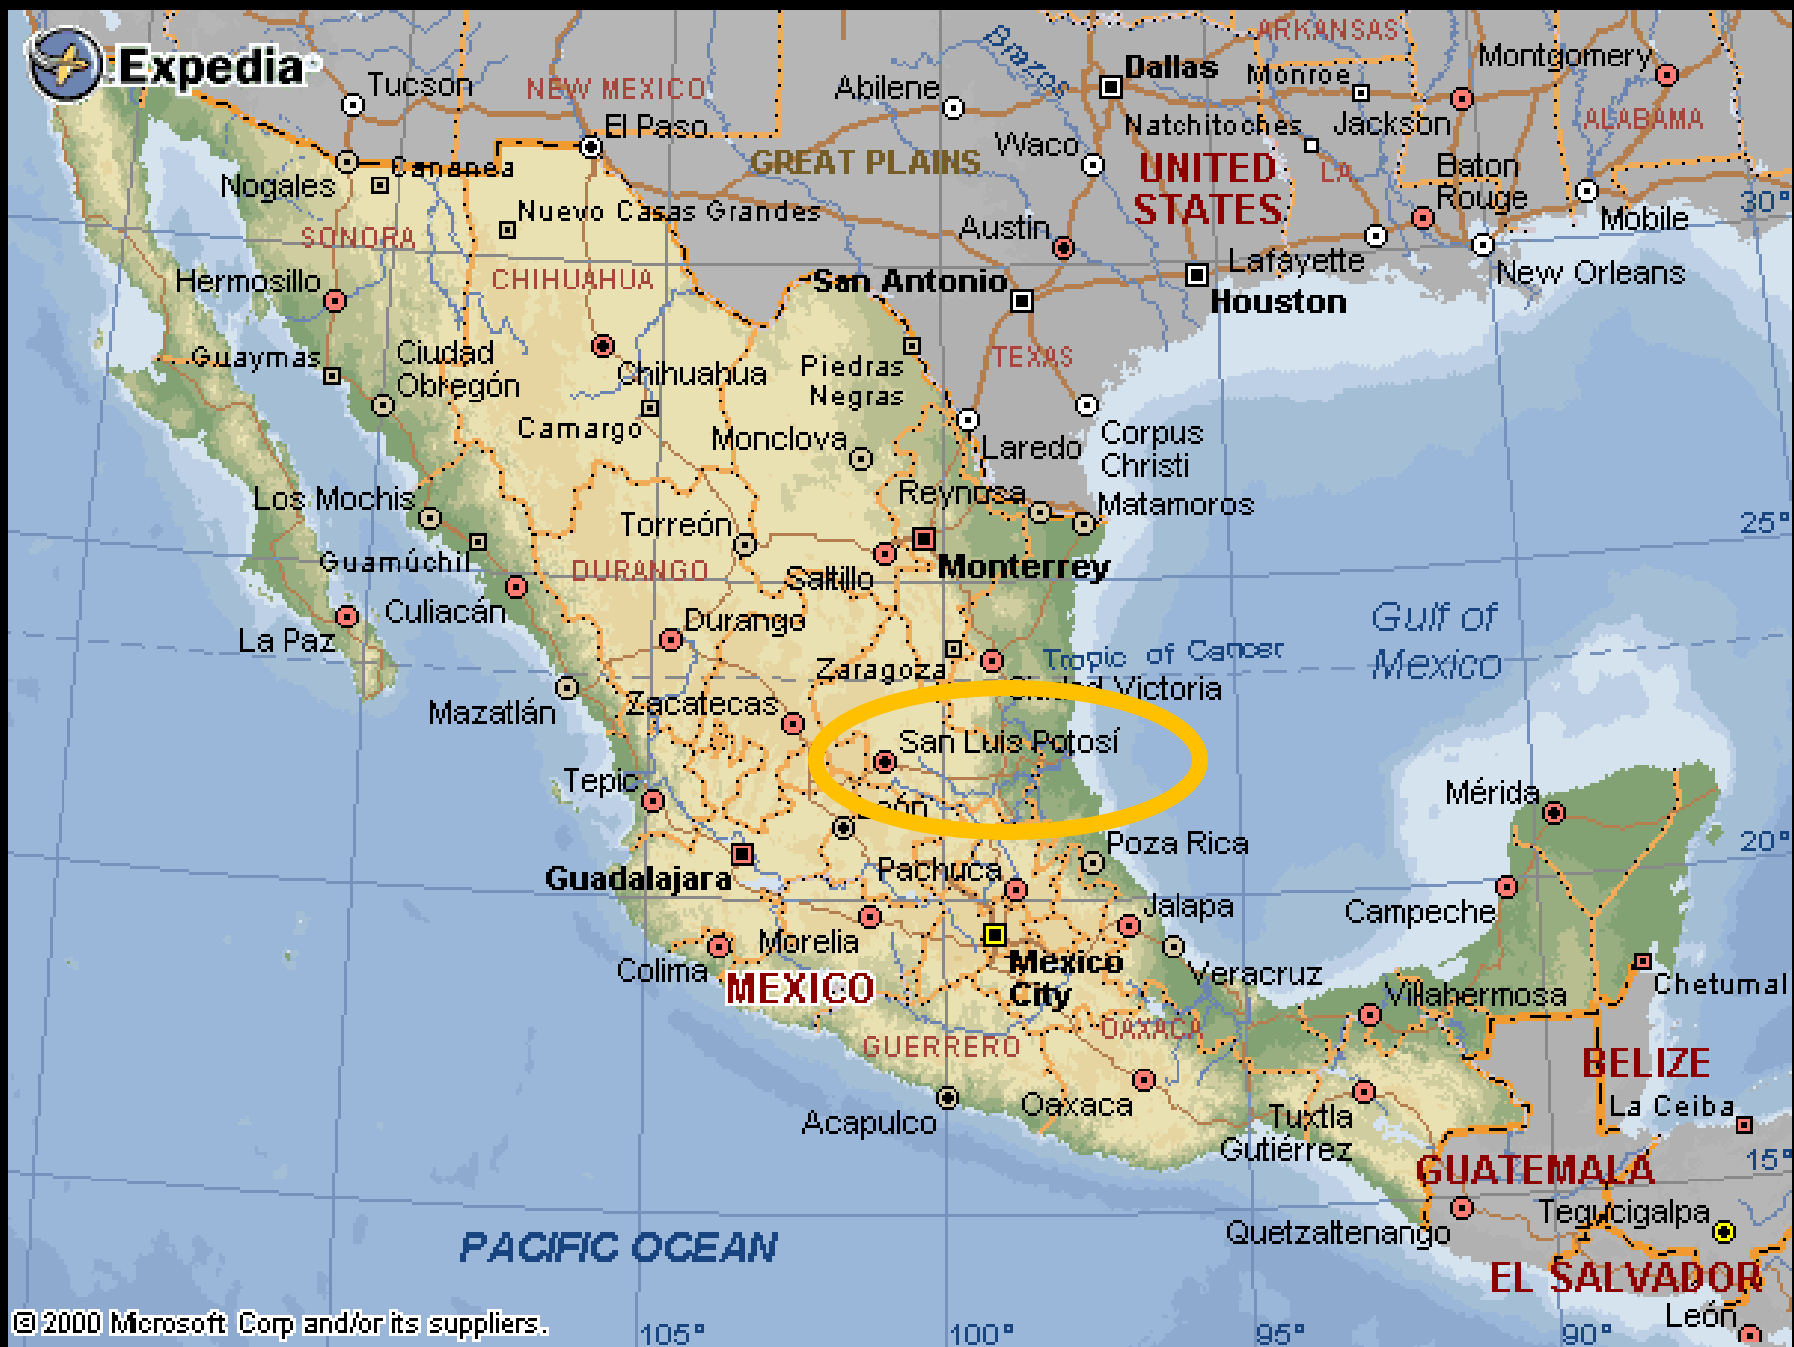 Expedia
ARKANSAS
Montgomery
Tucson
NEW MEXICO
Abilene
Brazos
Dallas
Monroe
El Paso
Natchitoches
Jackson
ALABAMA
Cananea
GREAT PLAINS
Waco
UNITED
STATES
LA
Baton
Rouge
Nogales
30°
Nuevo Casas Grandes
Austin
Mobile
SONORA
Hermosillo
CHIHUAHUA
San Antonio
Lafayette
New Orleans
Houston
Guaymas
Ciudad
Obregón
Chihuahua
Piedras
Negras
TEXAS
Camargo
Monclova
Laredo
Corpus
Christi
Los Mochis
Reynosa
Matamoros
Torreón
25°
Guamúchil
DURANGO
Saltillo
Monterrey
Culiacán
La Paz
Durango
Gulf of
Mexico
Zaragoza
Tropic of Cancer
Ciudad Victoria
Mazatlán
Zacatecas
San Luis Potosí
Tepic
León
Mérida
20°
Poza Rica
Guadalajara
Pachuca
Jalapa
Campeche
Morelia
Colima
MEXICO
Mexico
City
Veracruz
Villahermosa
Chetumal
GUERRERO
OAXACA
BELIZE
Acapulco
Oaxaca
Tuxtla
Gutiérrez
La Ceiba
GUATEMALA
15°
Quetzaltenango
Tegucigalpa
PACIFIC OCEAN
EL SALVADOR
León
© 2000 Microsoft Corp and/or its suppliers.
105°
100°
95°
90°